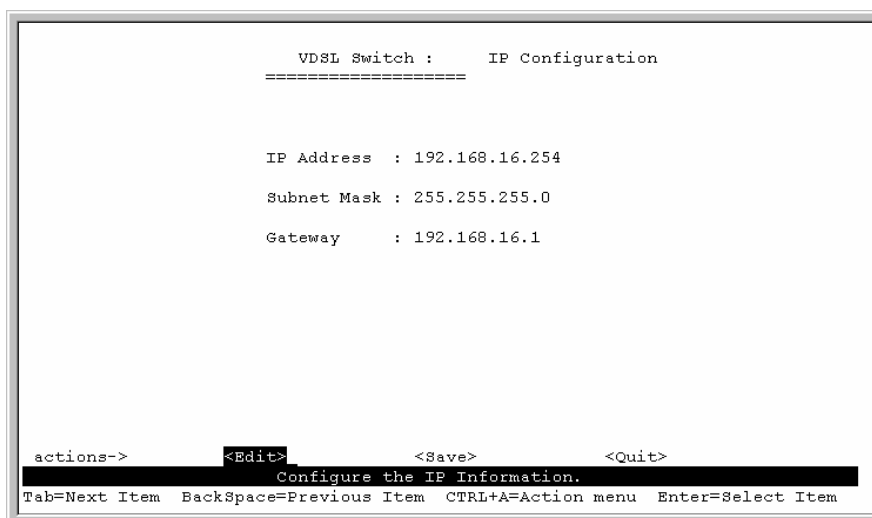 VDSL Switch :      IP Configuration
===================
IP Address  : 192.168.16.254
Subnet Mask : 255.255.255.0
Gateway     : 192.168.16.1
actions->          <Edit>              <Save>              <Quit>
Configure the IP Information.
Tab=Next Item  BackSpace=Previous Item  CTRL+A=Action menu  Enter=Select Item